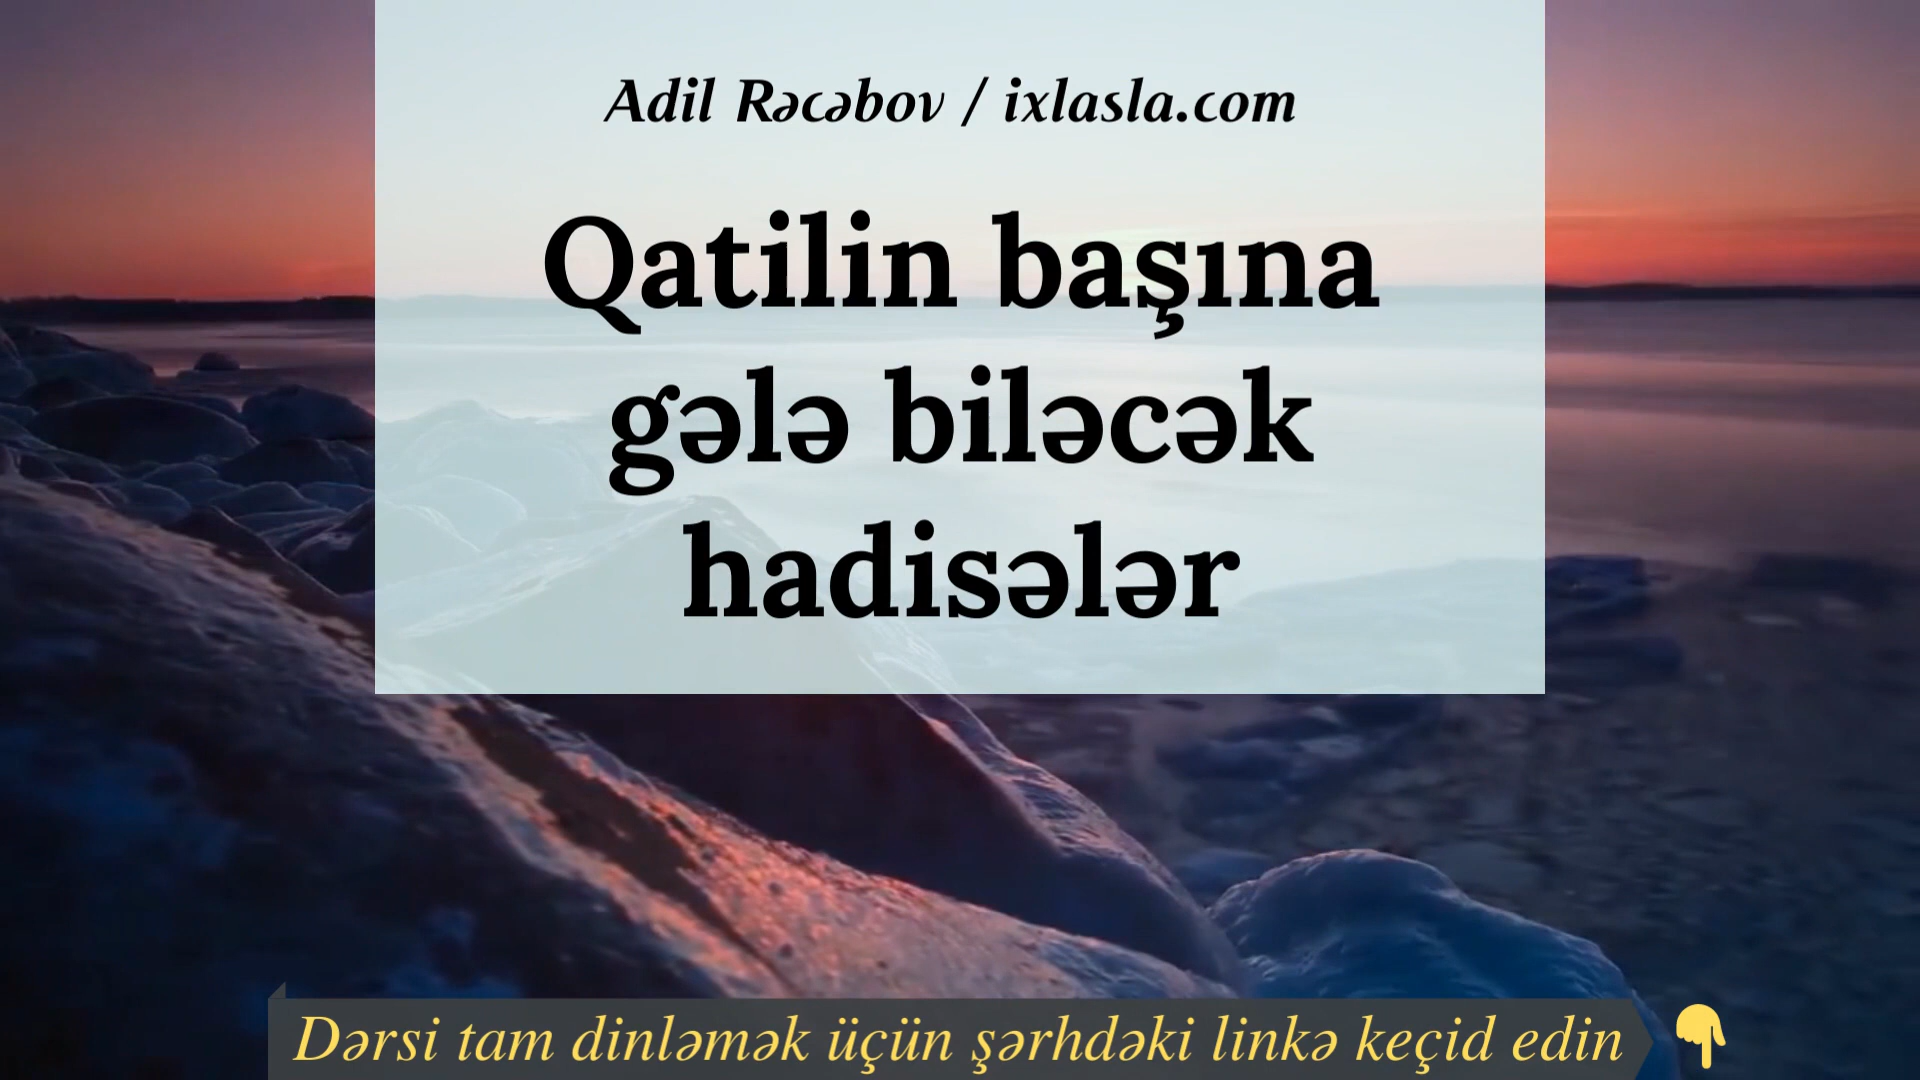 Adil Rəcəbov / ixlasla.com
Qatilin başına
gələ biləcək
hadisələr
Dərsi tam dinləmək üçün şərhdəki linkə keçid edin